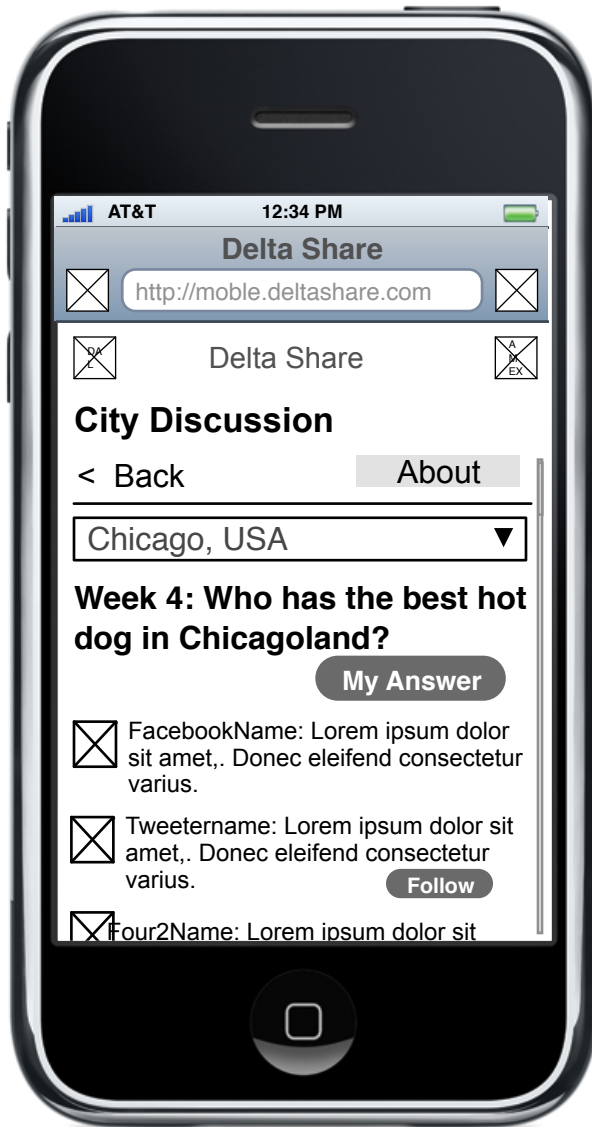 AT&T 12:34 PM
Delta Share
http://moble.deltashare.com
DA
L
Delta Share
A
M
EX
City Discussion
< Back About
Chicago, USA
Week 4: Who has the best hot
dog in Chicagoland?
My Answer
FacebookName: Lorem ipsum dolor
sit amet,. Donec eleifend consectetur
varius.
Tweetername: Lorem ipsum dolor sit
amet,. Donec eleifend consectetur
varius.
Follow
Four2Name: Lorem ipsum dolor sit